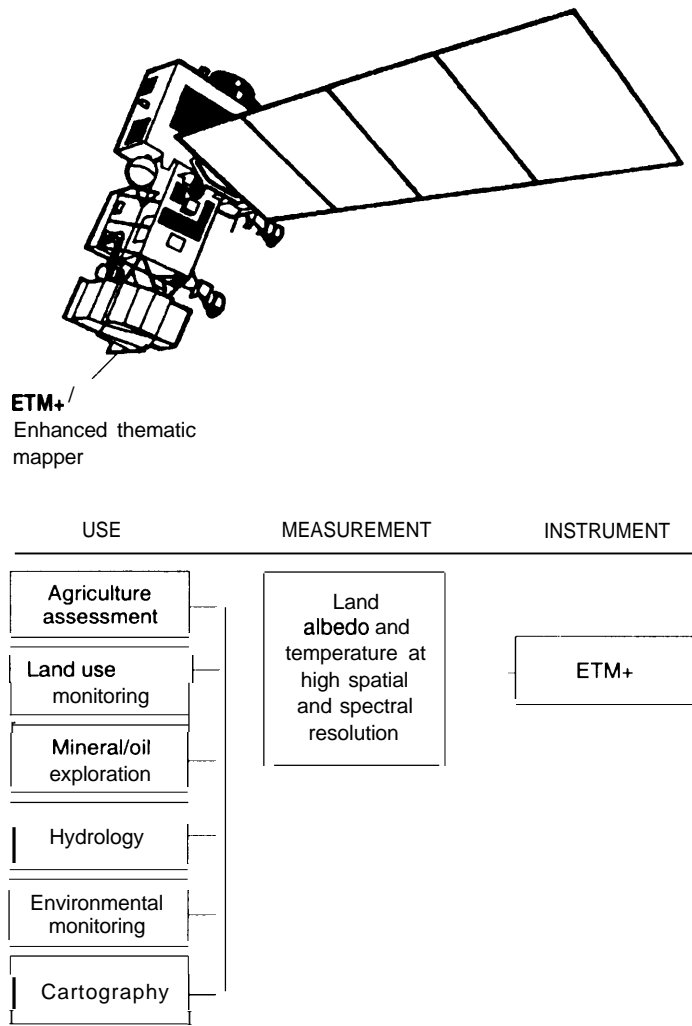 ETM+
Enhanced thematic
mapper
USE MEASUREMENT INSTRUMENT
Agriculture
assessment
Land use
monitoring
Mineral/oil
exploration
Hydrology
Environmental
monitoring
Cartography
Land
albedo and
temperature at
high spatial
and spectral
resolution
ETM+